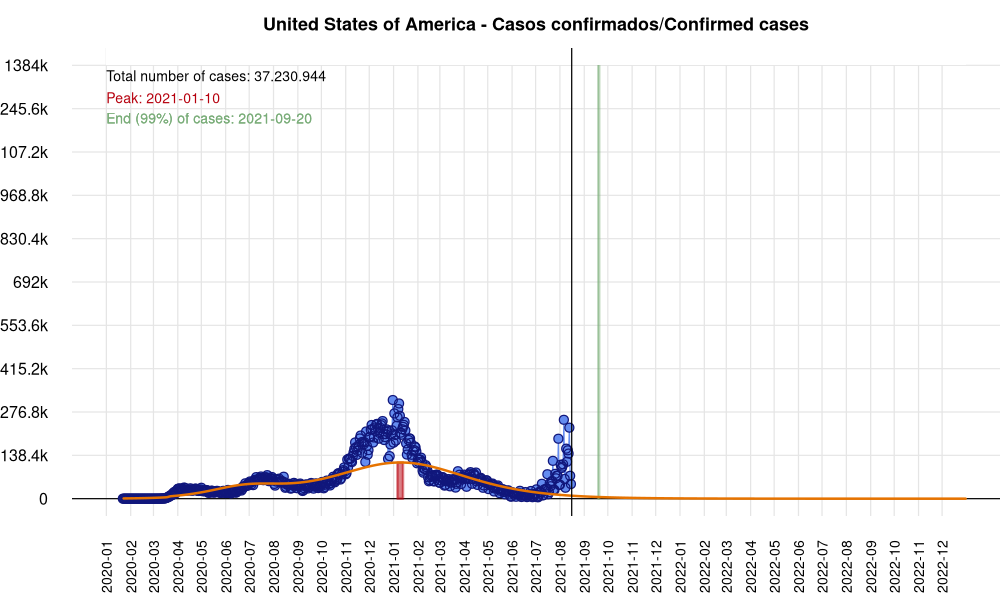 United States of America - Casos confirmados/Confirmed cases
1384k
245.6k
107.2k
968.8k
830.4k
692k
553.6k
415.2k
276.8k
138.4k
0
Total number of cases: 37.230.944
Peak: 2021-01-10
End (99%) of cases: 2021-09-20
2020-01
2020-02
2020-03
2020-04
2020-05
2020-06
2020-07
2020-08
2020-09
2020-10
2020-11
2020-12
2021-01
2021-02
2021-03
2021-04
2021-05
2021-06
2021-07
2021-08
2021-09
2021-10
2021-11
2021-12
2022-01
2022-02
2022-03
2022-04
2022-05
2022-06
2022-07
2022-08
2022-09
2022-10
2022-11
2022-12